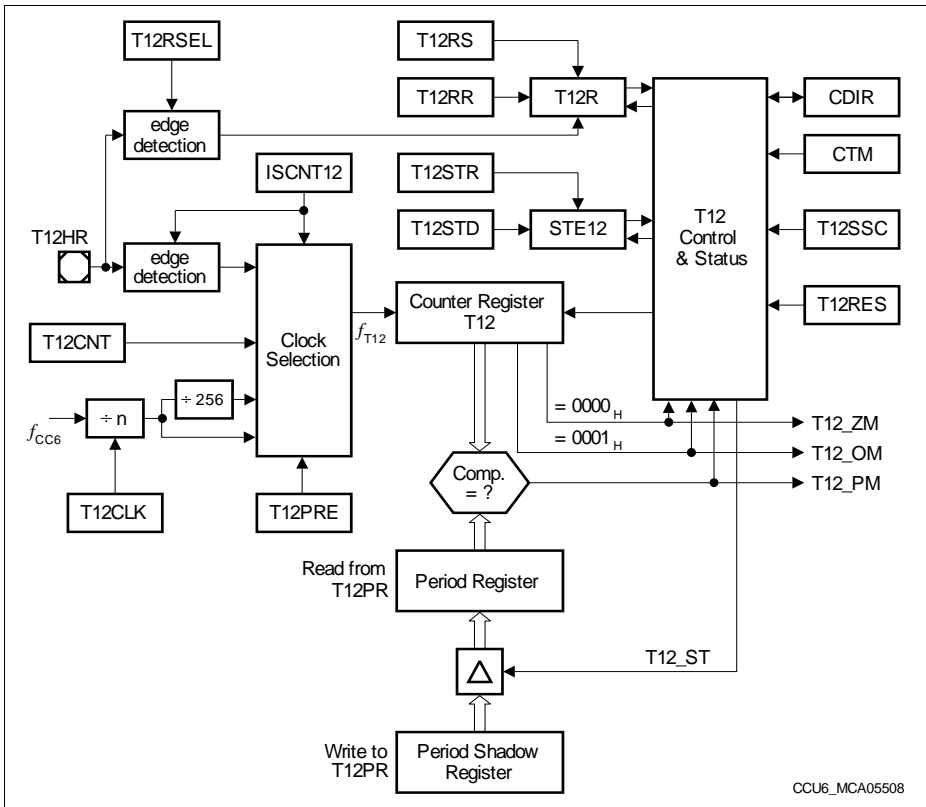 T12RSEL
T12RS
T12RR
T12R
CDIR
edge
detection
CTM
ISCNT12
T12STR
T12STD
STE12
T12
Control
& Status
T12SSC
T12HR
edge
detection
T12RES
Counter Register
T12
T12CNT
Clock
Selection
fT12
÷ 256
÷ n
fCC6
= 0000H
T12_ZM
= 0001H
T12_OM
Comp.
= ?
T12_PM
T12CLK
T12PRE
Read from
T12PR
Period Register
T12_ST
Δ
Write to
T12PR
Period Shadow
Register
CCU6_MCA05508